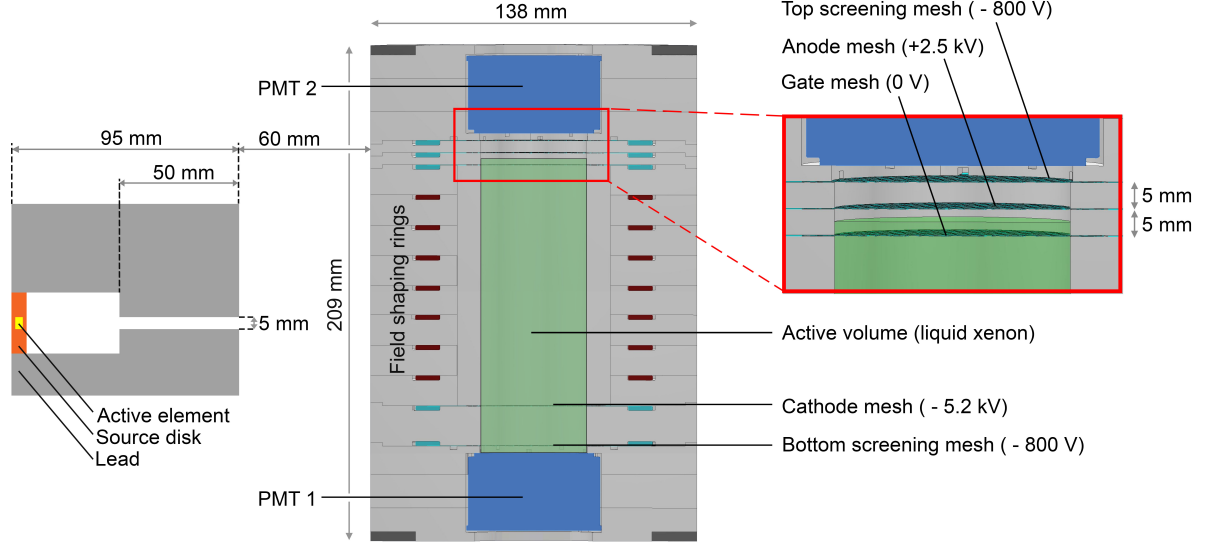 138 mm
Top screening mesh ( - 800 V)
Anode mesh (+2.5 kV)
Gate mesh (0 V)
PMT 2
95 mm
60 mm
50 mm
5 mm
5 mm
Field shaping rings
209 mm
5 mm
Active volume (liquid xenon)
Active element
Source disk
Lead
Cathode mesh ( - 5.2 kV)
Bottom screening mesh ( - 800 V)
PMT 1